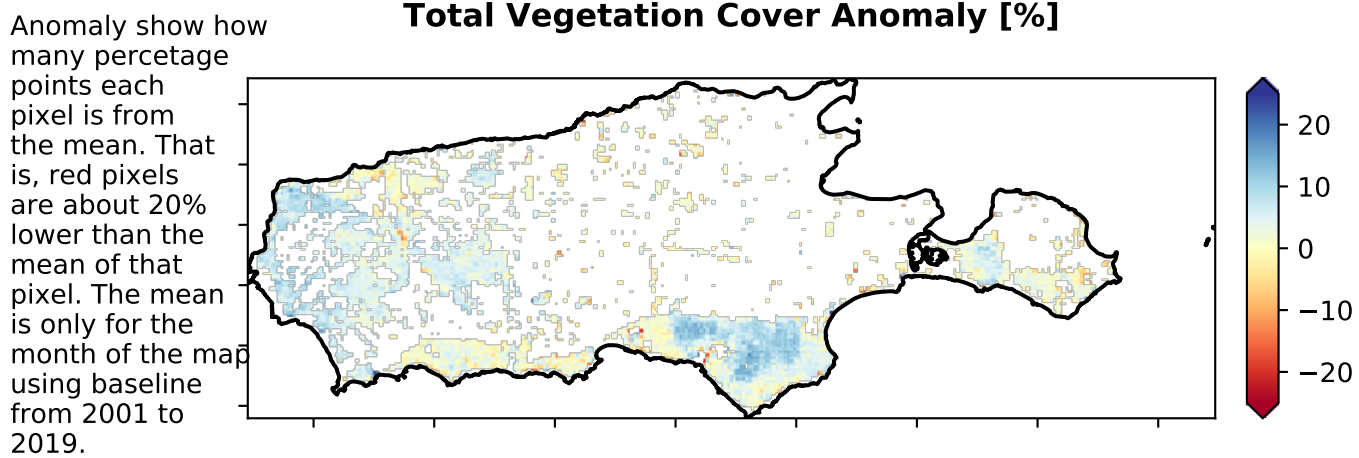 Total Vegetation Cover Anomaly [%]
Anomaly show how
many percetage
points each
pixel is from
the mean. That
is, red pixels
are about 20%
lower than the
mean of that
pixel. The mean
is only for the
month of the map
using baseline
from 2001 to
2019.
20
10
0
−10
−20